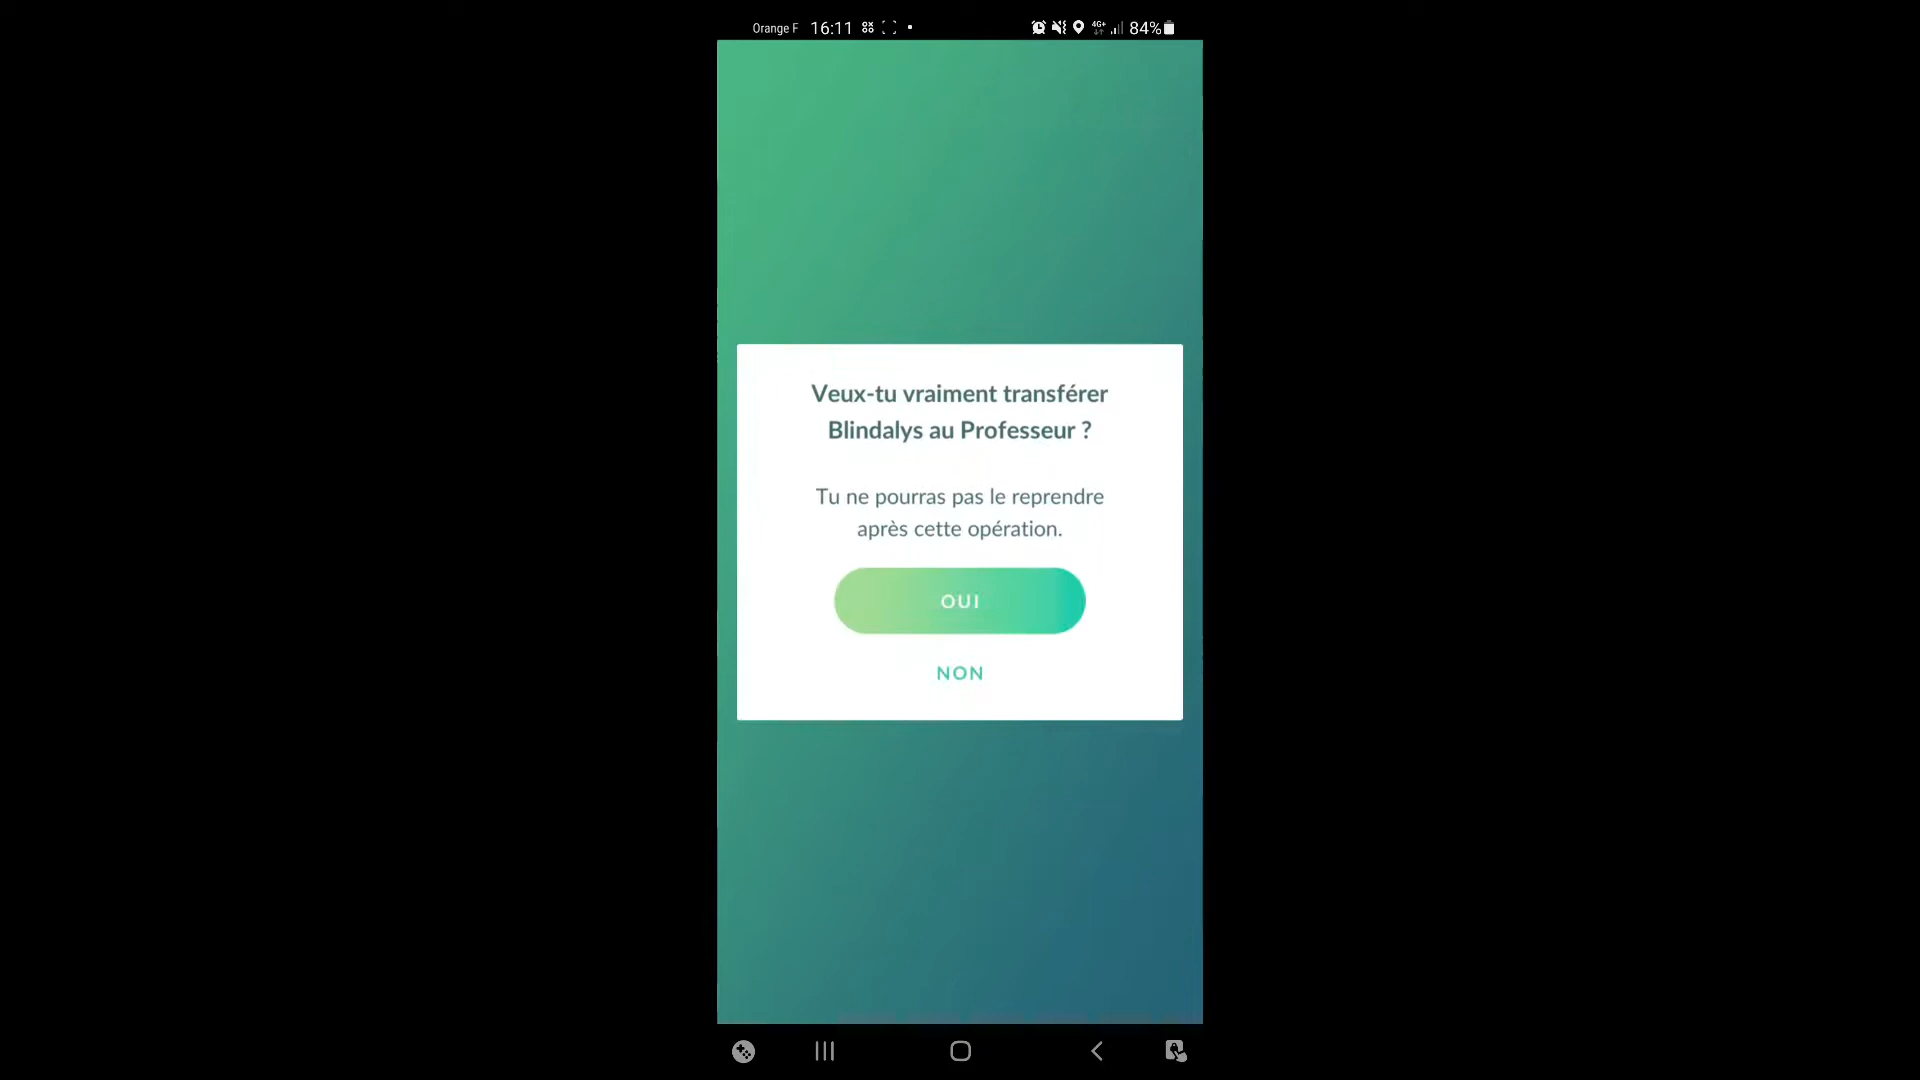 Orange F 16:11 4G+ 84%
Veux-tu vraiment transférer
Blindalys au Professeur ?
Tu ne pourras pas le reprendre
après cette opération.
OUI
NON